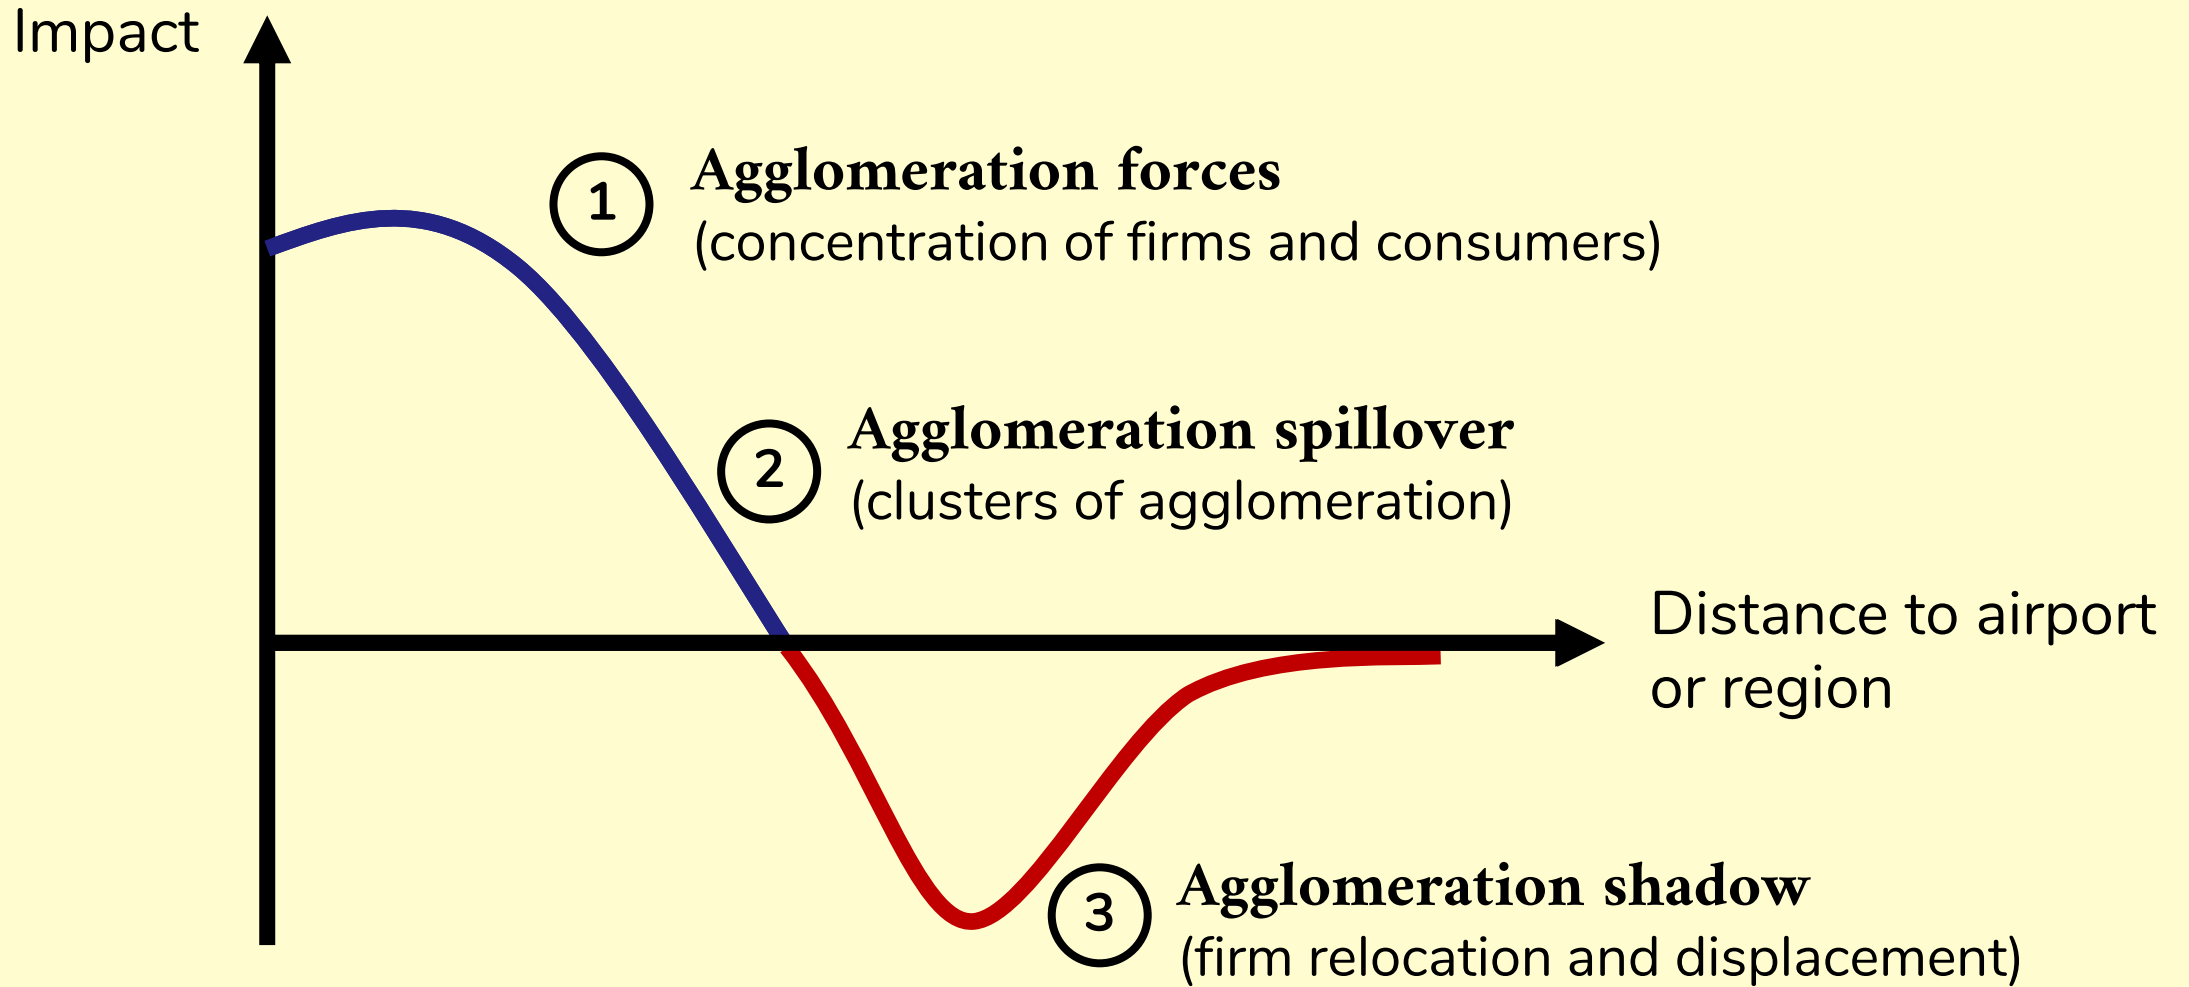 Impact
1
Agglomeration forces
(concentration of firms and consumers)
2
Agglomeration spillover
(clusters of agglomeration)
Distance to airport
or region
3
Agglomeration shadow
(firm relocation and displacement)